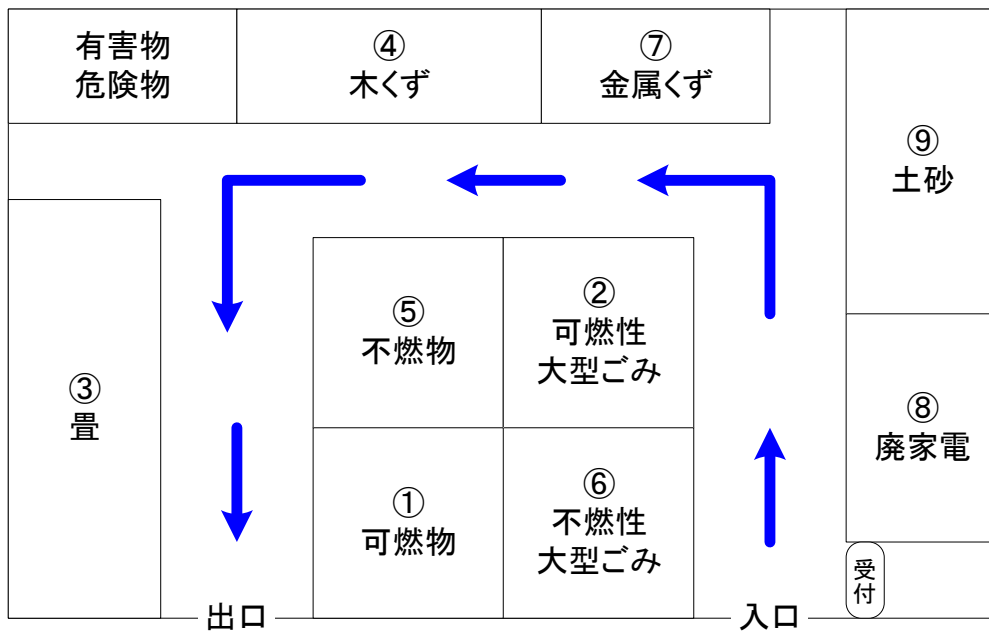 有害物
危険物
④
木くず
⑦
金属くず
⑨
土砂
⑤
不燃物
②
可燃性
大型ごみ
③
畳
⑧
廃家電
①
可燃物
⑥
不燃性
大型ごみ
受付
出口
入口